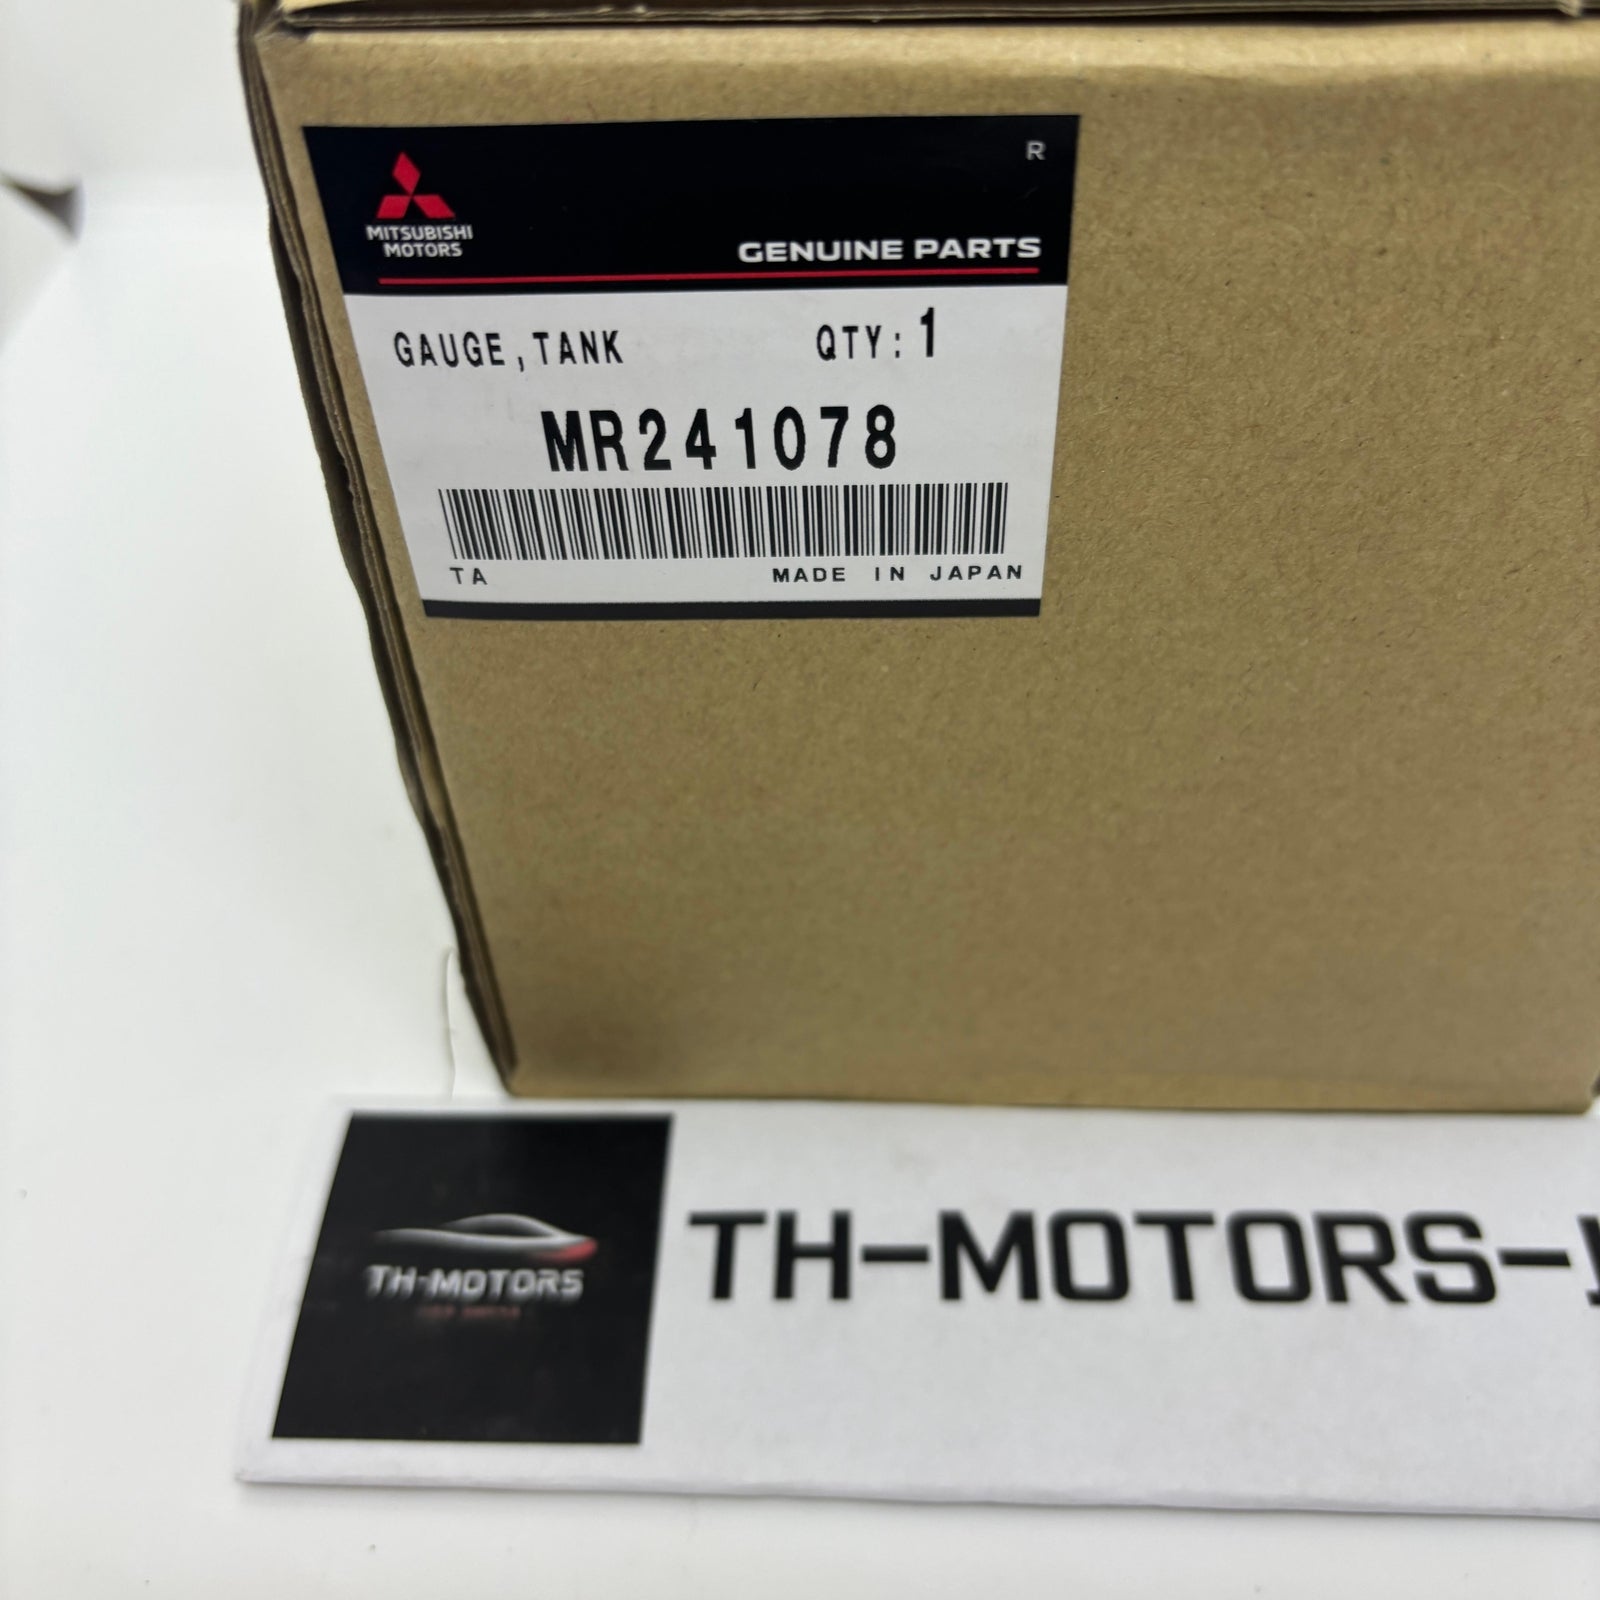 R
MITSUBISHI
MOTORS
GENUINE PARTS
GAUGE,TANK QTY:1
MR241078
TA MADE IN JAPAN
TH-MOTORS
TH-MOTORS-